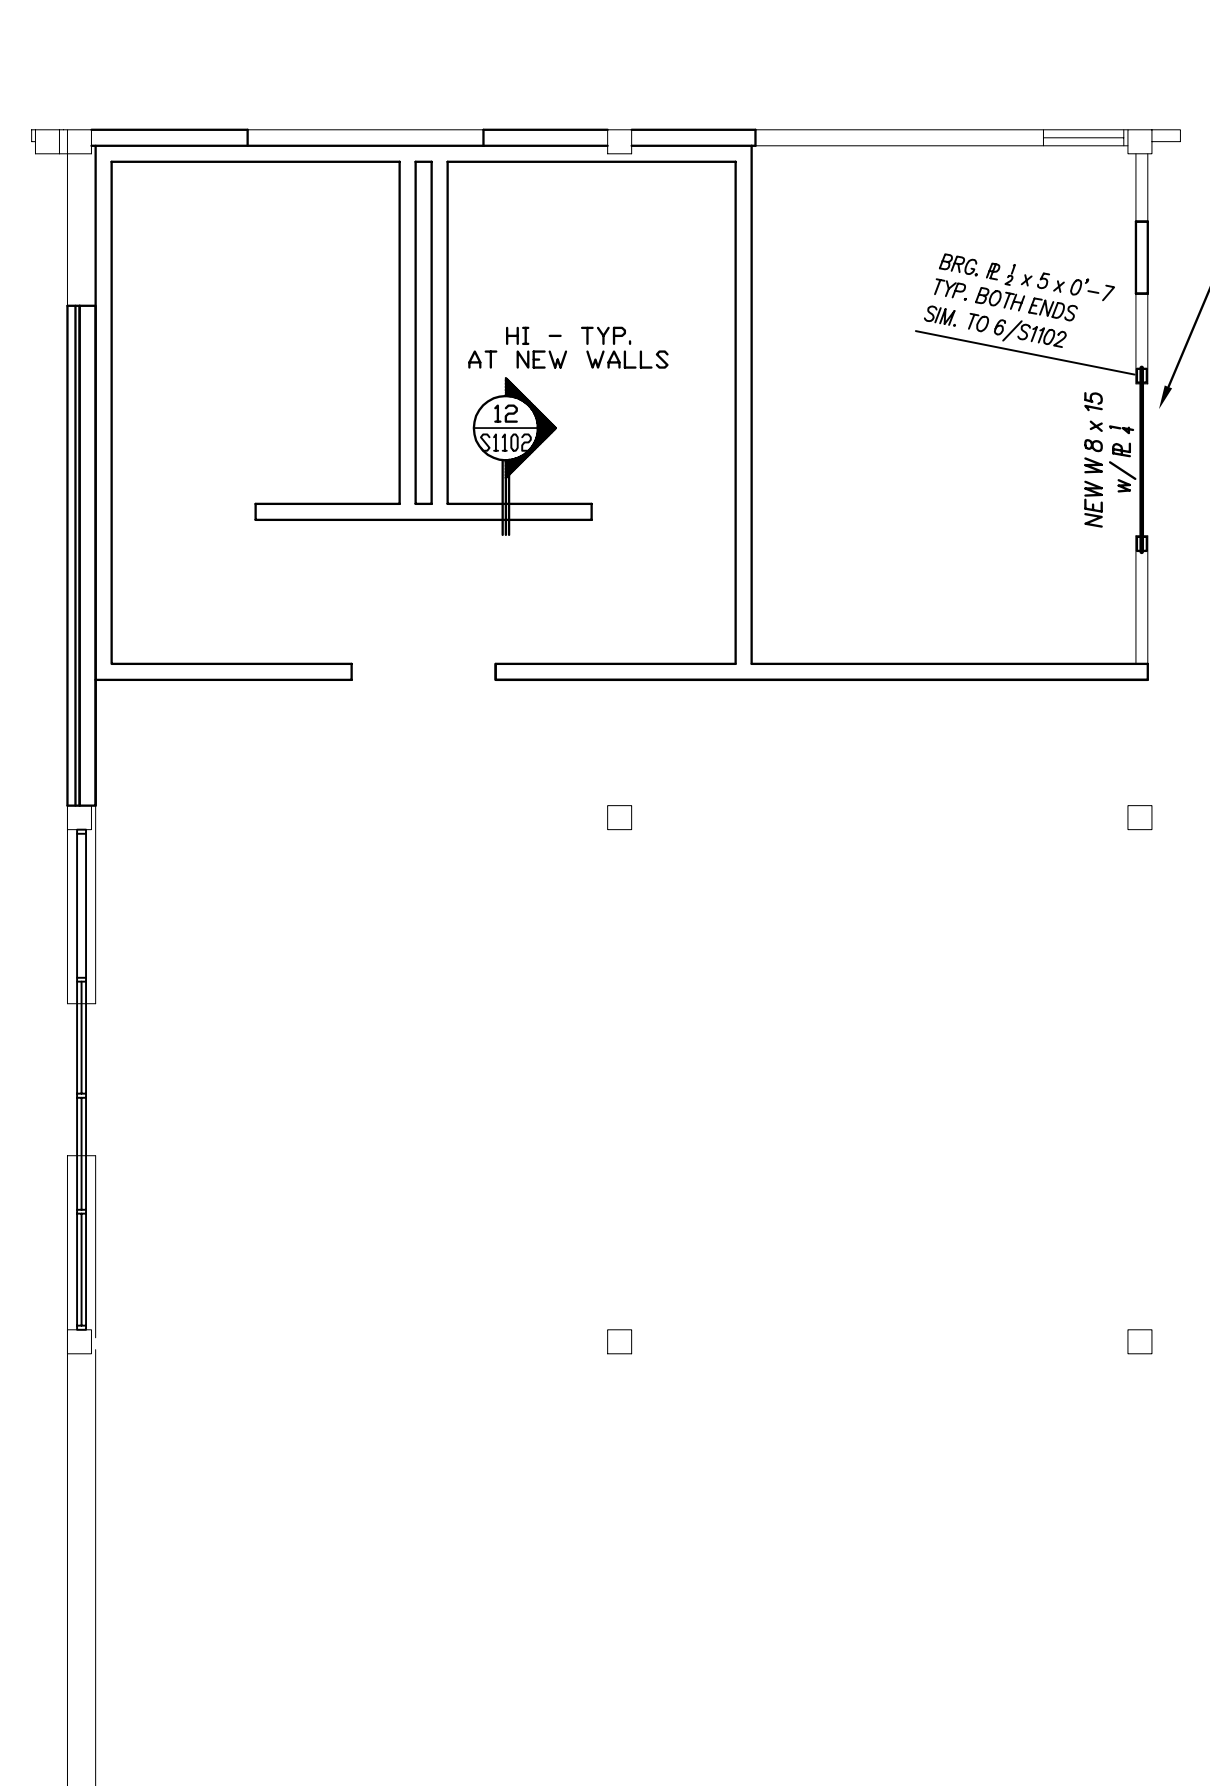 BRG. ⅊ 1/2 x 5 x 0'-7
TYP. BOTH ENDS
SIM. TO 6/S1102
HI - TYP.
AT NEW WALLS
12
S1102
NEW W 8 x 15
w/ ⅊ 1/4